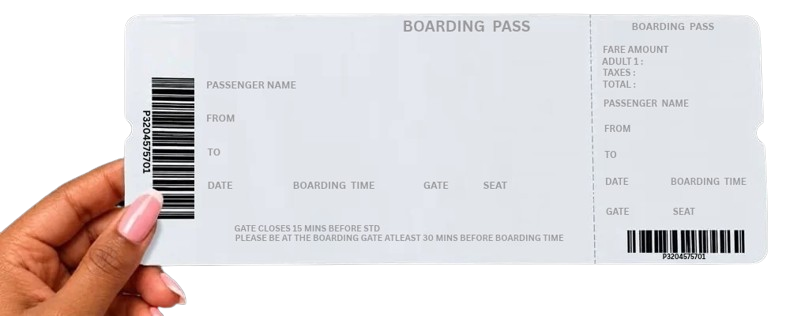 BOARDING PASS
P3204575701
PASSENGER NAME
FROM
TO
DATE BOARDING TIME GATE SEAT
GATE CLOSES 15 MINS BEFORE STD
PLEASE BE AT THE BOARDING GATE ATLEAST 30 MINS BEFORE BOARDING TIME
BOARDING PASS
FARE AMOUNT
ADULT 1 :
TAXES :
TOTAL :
PASSENGER NAME
FROM
TO
DATE BOARDING TIME
GATE SEAT
P3204575701